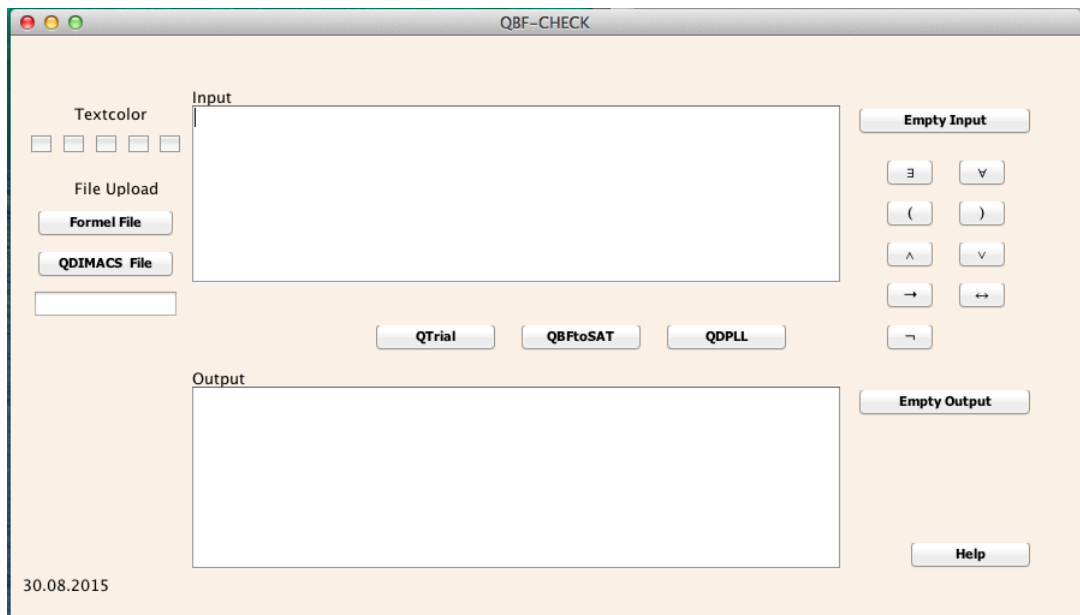 QBF-CHECK
Textcolor
File Upload
Formel File
QDIMACS File
Input
Empty Input
∃ ∀
( )
∧ ∨
→ ↔
¬
QTrial QBFtoSAT QDPLL
Output
Empty Output
Help
30.08.2015